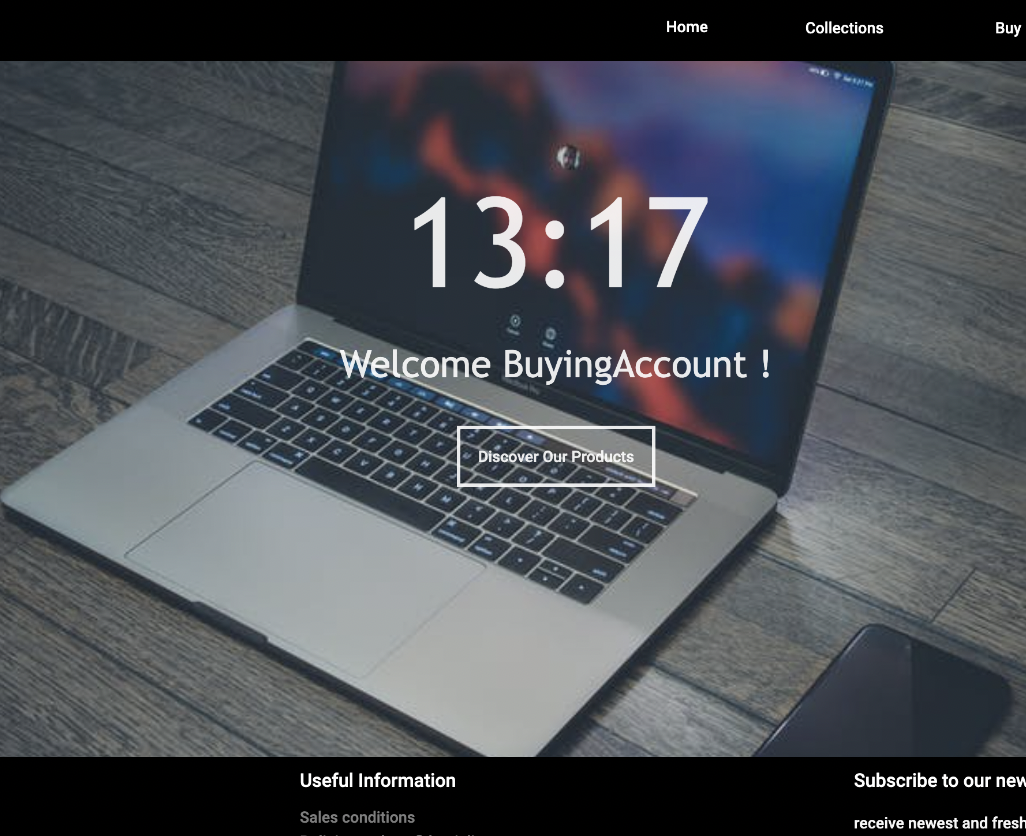 Home Collections Buy
13:17
Welcome BuyingAccount !
Discover Our Products
Useful Information
Subscribe to our new
Sales conditions
receive newest and fresh